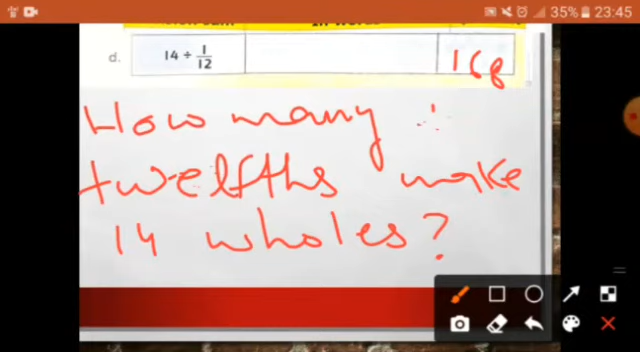 35% 23:45
d. 14 ÷ 1/12 168
How many
twelfths make
14 wholes?